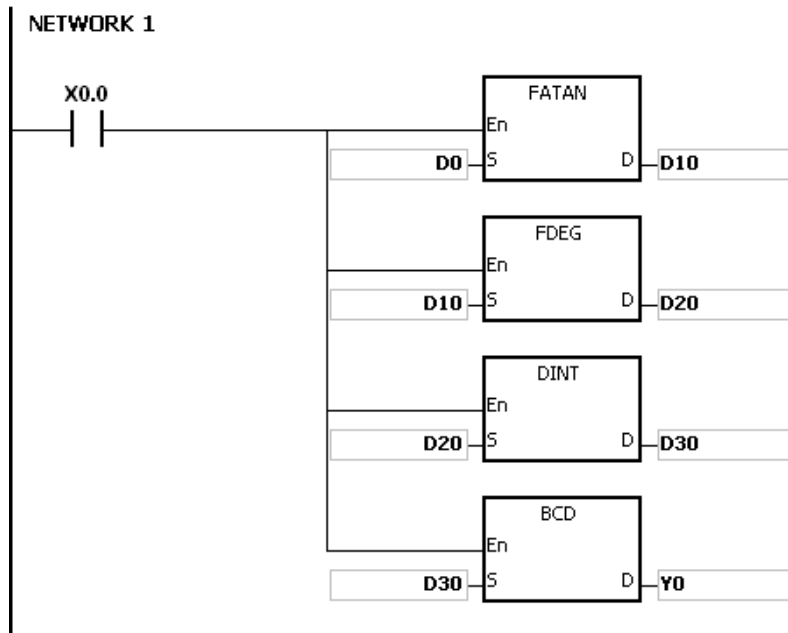 NETWORK 1
X0.0
FATAN
En
D0 S D D10
FDEG
En
D10 S D D20
DINT
En
D20 S D D30
BCD
En
D30 S D Y0